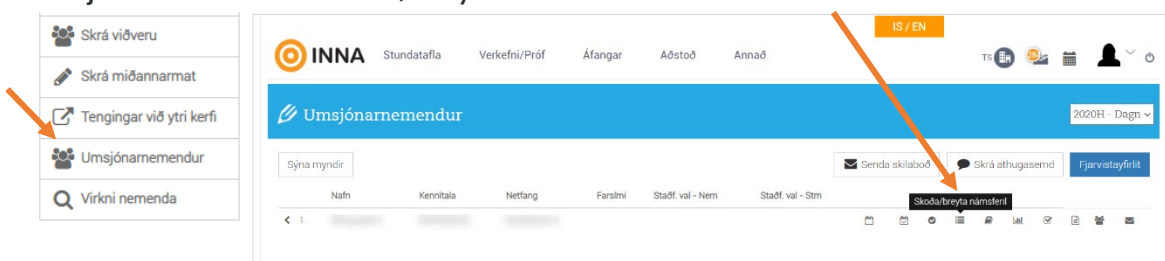 Skrá viðveru
Skrá miðannarmat
Tengingar við ytri kerfi
Umsjónarnemendur
Virkni nemenda
IS / EN
INNA Stundatafla Verkefni/Próf Áfangar Aðstoð Annað TS
Umsjónarnemendur 2020H - Dagn
Sýna myndir Senda skilaboð Skrá athugasemd Fjarvistayfirlit
Nafn Kennitala Netfang Farsími Staðf. val - Nem Staðf. val - Stm
Skoða/breyta námsferil
1